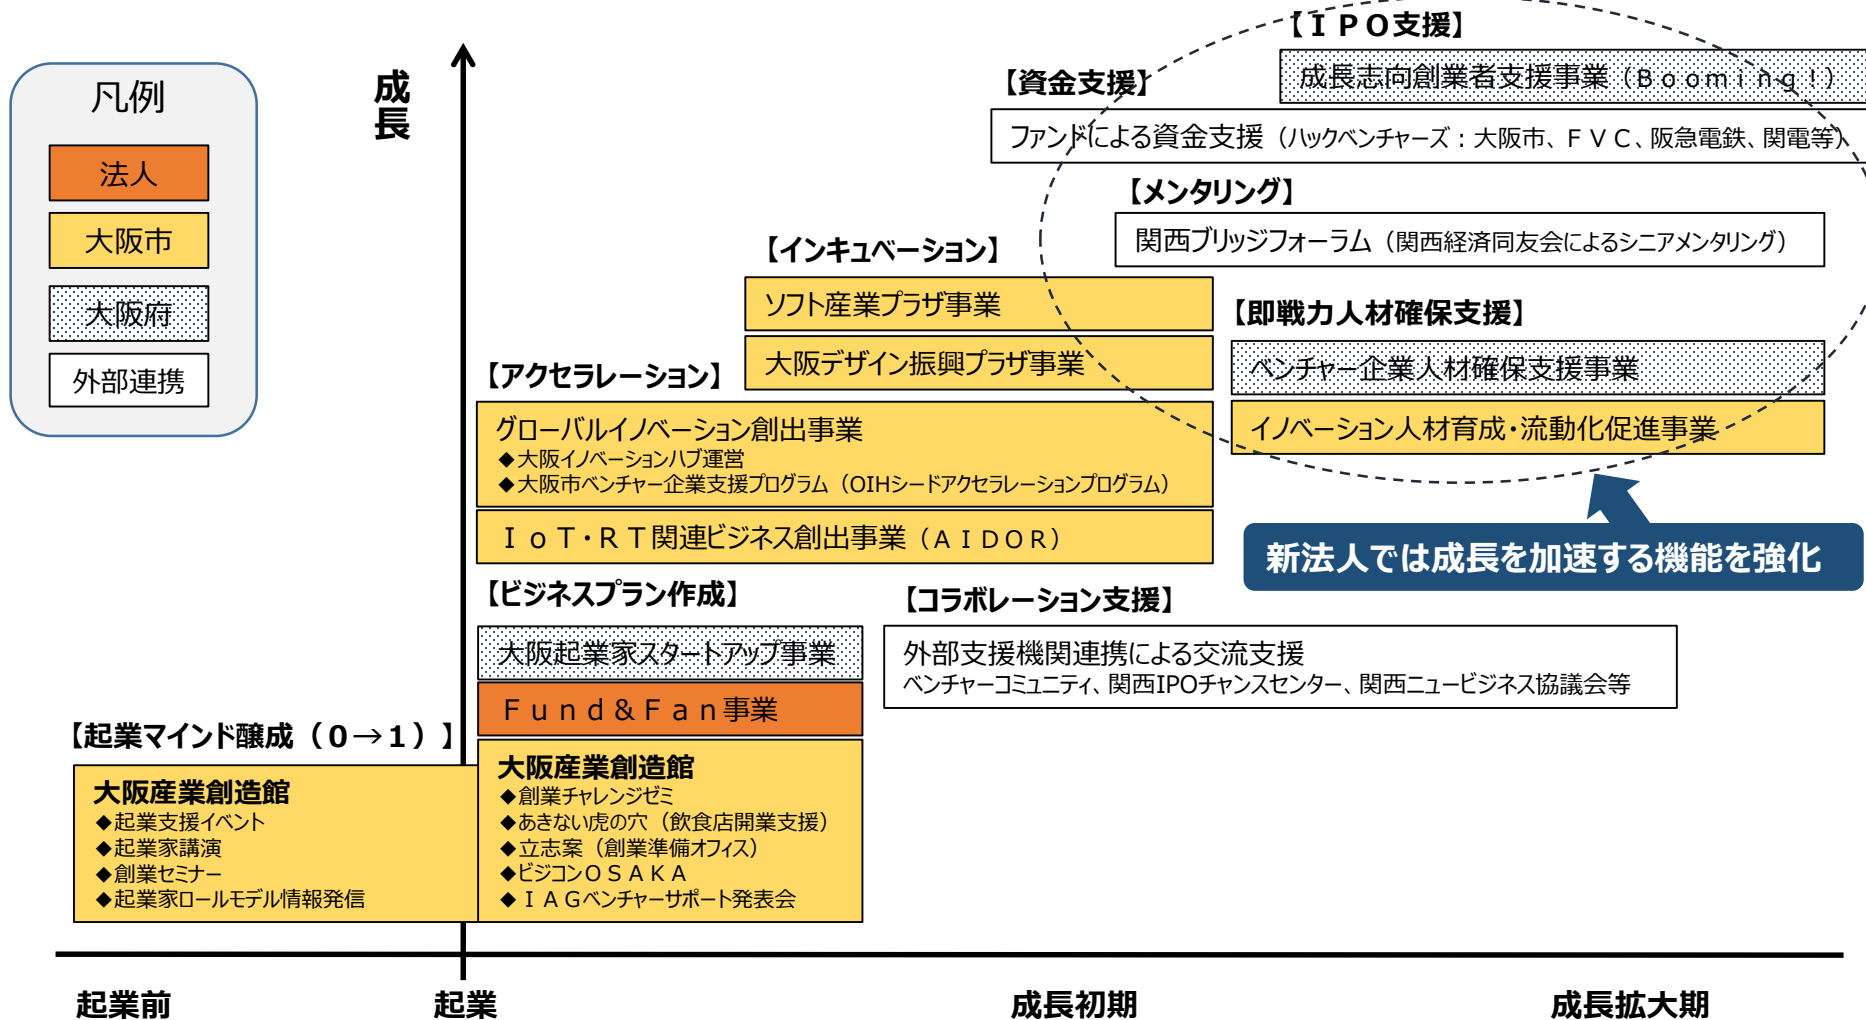 凡例
法人
大阪市
大阪府
外部連携
成長
【ＩＰＯ支援】
成長志向創業者支援事業（Ｂｏｏｍｉｎｇ！）
【資金支援】
ファンドによる資金支援（ハックベンチャーズ：大阪市、ＦＶＣ、阪急電鉄、関電等）
【メンタリング】
関西ブリッジフォーラム（関西経済同友会によるシニアメンタリング）
【インキュベーション】
ソフト産業プラザ事業
大阪デザイン振興プラザ事業
【即戦力人材確保支援】
ベンチャー企業人材確保支援事業
イノベーション人材育成・流動化促進事業
【アクセラレーション】
グローバルイノベーション創出事業
◆大阪イノベーションハブ運営
◆大阪市ベンチャー企業支援プログラム（OIHシードアクセラレーションプログラム）
ＩｏＴ・ＲＴ関連ビジネス創出事業（ＡＩＤＯＲ）
新法人では成長を加速する機能を強化
【ビジネスプラン作成】
大阪起業家スタートアップ事業
Ｆｕｎｄ＆Ｆａｎ事業
大阪産業創造館
◆創業チャレンジゼミ
◆あきない虎の穴（飲食店開業支援）
◆立志案（創業準備オフィス）
◆ビジコンＯＳＡＫＡ
◆ＩＡＧベンチャーサポート発表会
【コラボレーション支援】
外部支援機関連携による交流支援
ベンチャーコミュニティ、関西IPOチャンスセンター、関西ニュービジネス協議会等
【起業マインド醸成（０→１）】
大阪産業創造館
◆起業支援イベント
◆起業家講演
◆創業セミナー
◆起業家ロールモデル情報発信
起業前
起業
成長初期
成長拡大期